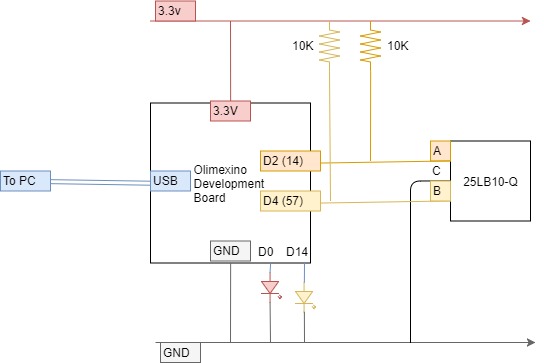 3.3v
10K
10K
3.3V
D2 (14)
A
Olimexino
Development
Board
To PC
USB
C
25LB10-Q
D4 (57)
B
GND
D0
D14
GND